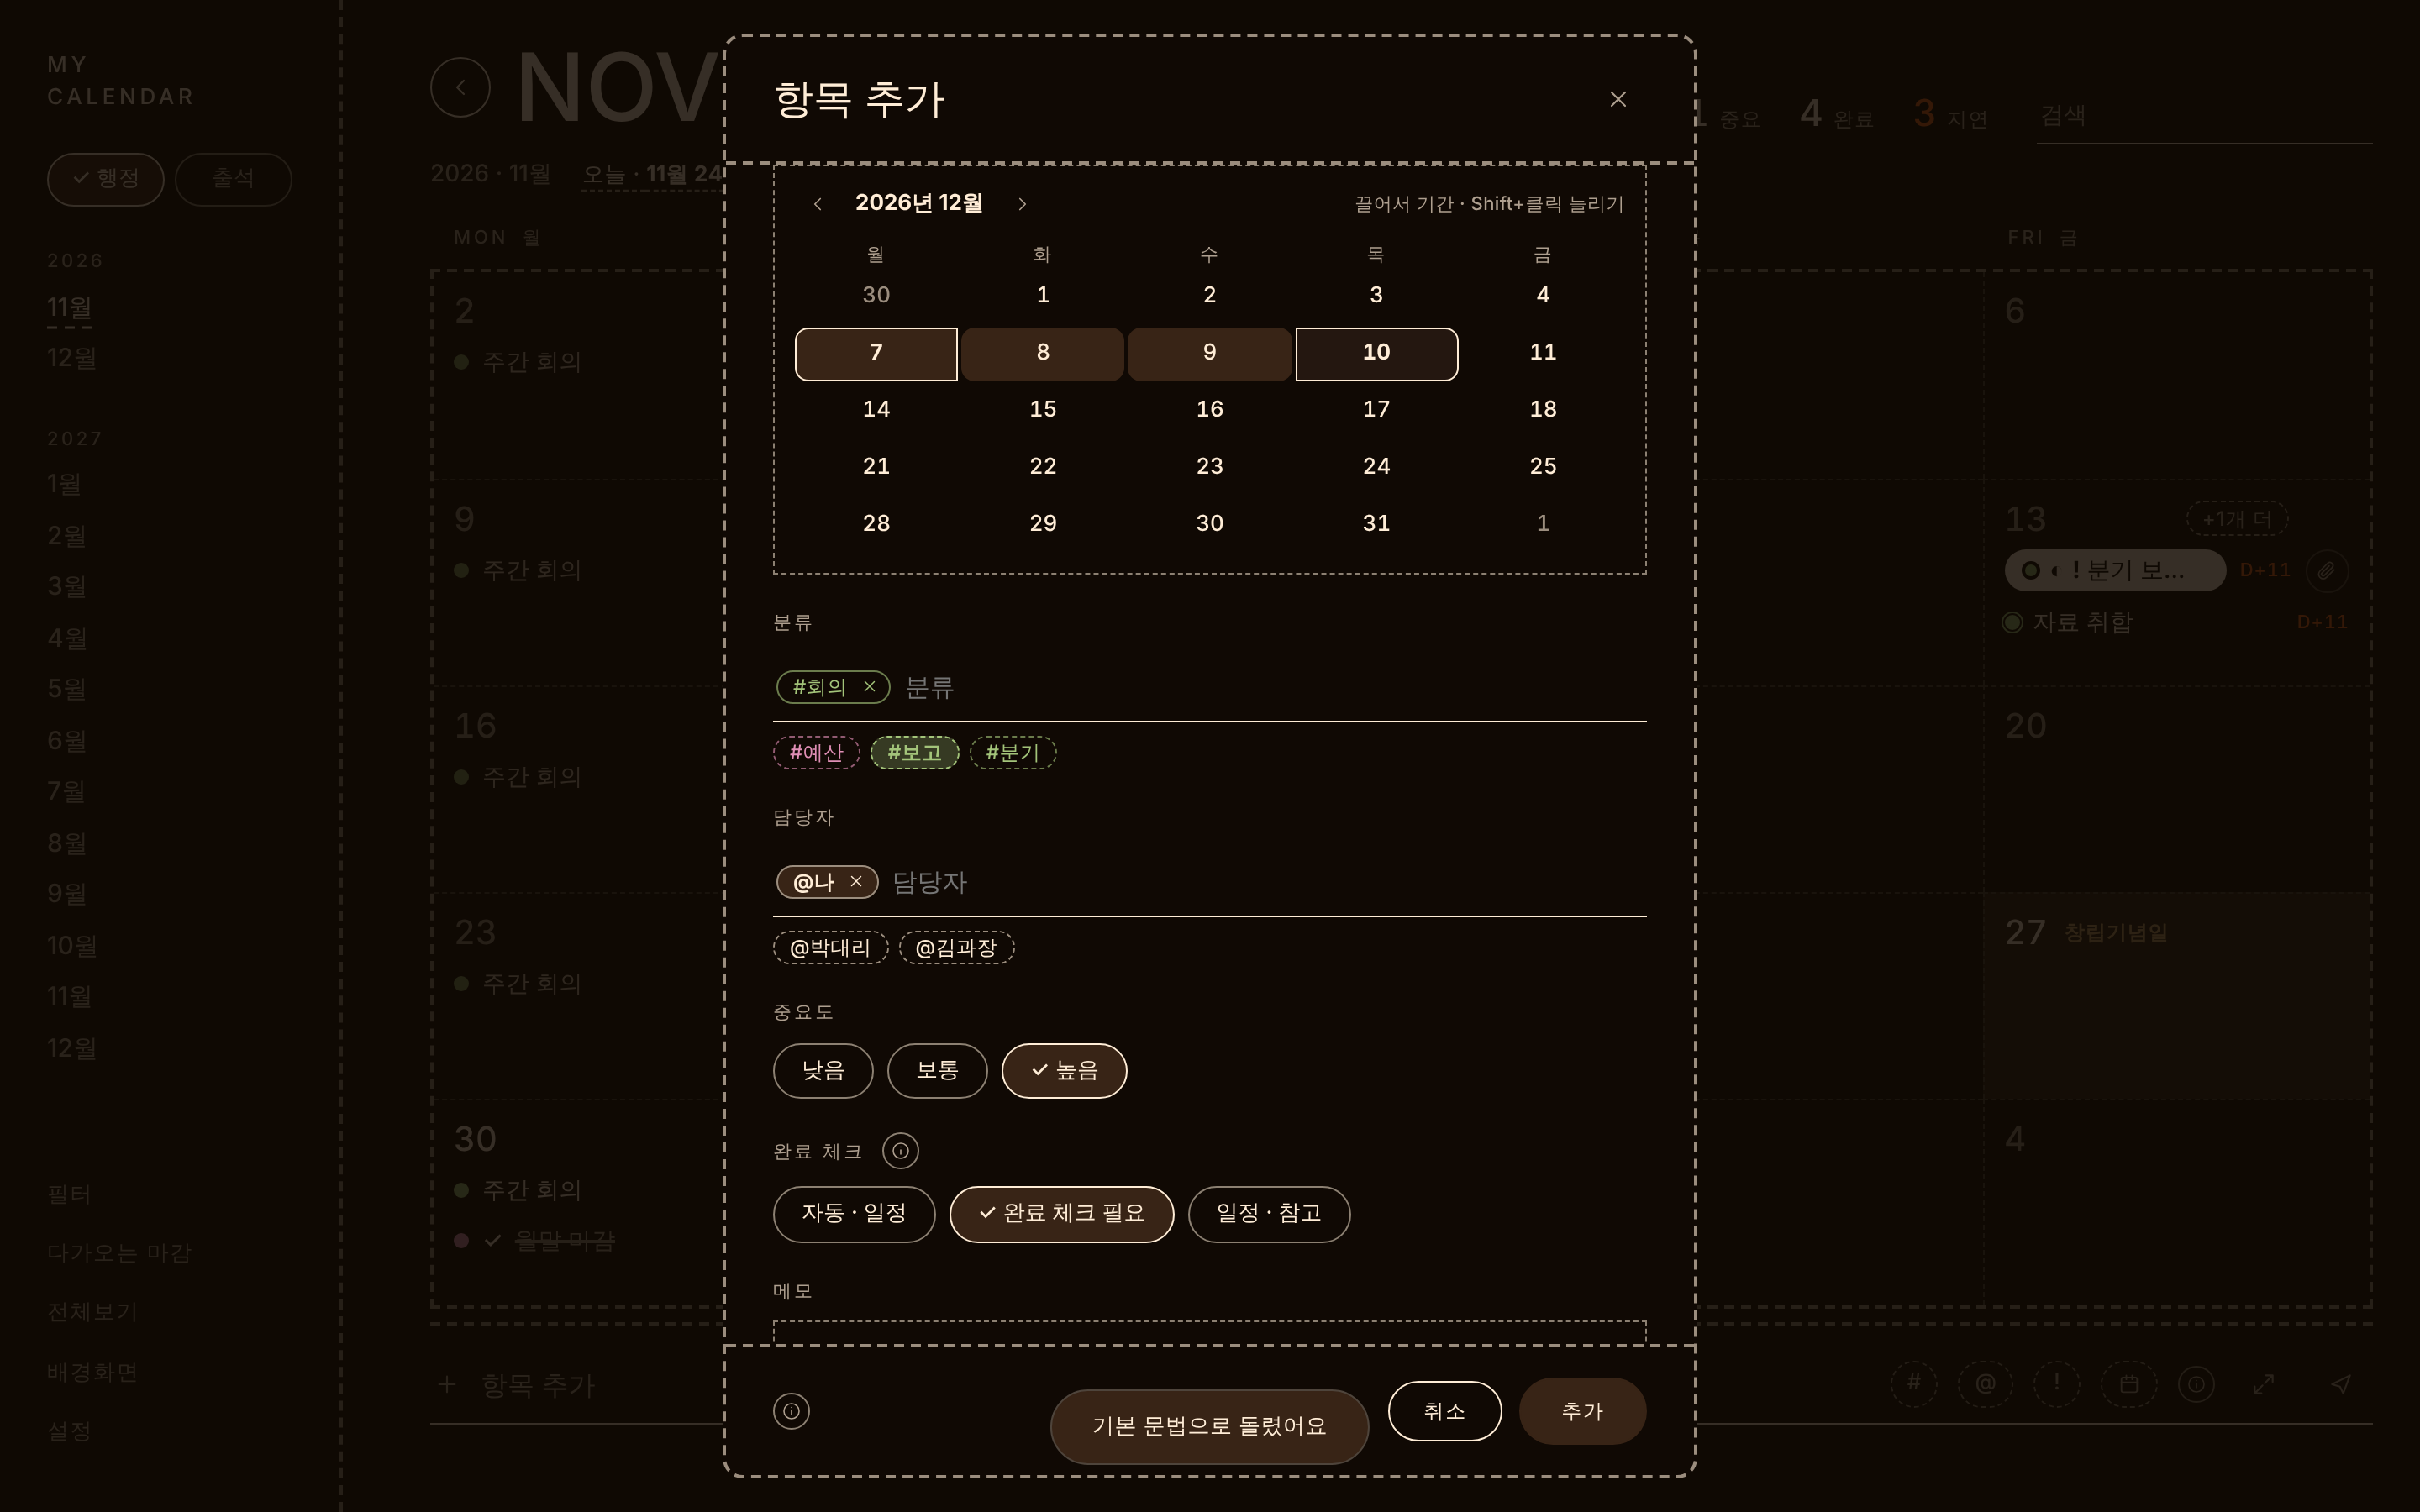 MY
CALENDAR
✓ 행정
출석
2026
11월
12월
2027
1월
2월
3월
4월
5월
6월
7월
8월
9월
10월
11월
12월
필터
다가오는 마감
전체보기
배경화면
설정
NOV
1 중요
4 완료
3 지연
검색
2026 · 11월
오늘 · 11월 24
MON 월
FRI 금
2
주간 회의
6
9
주간 회의
13
+1개 더
! 분기 보...
D+11
자료 취합
D+11
16
주간 회의
20
23
주간 회의
27 창립기념일
30
주간 회의
✓ 월말 마감
4
+ 항목 추가
# @ !
항목 추가
2026년 12월
끌어서 기간 · Shift+클릭 늘리기
월 화 수 목 금
30 1 2 3 4
7 8 9 10 11
14 15 16 17 18
21 22 23 24 25
28 29 30 31 1
분류
#회의 × 분류
#예산 #보고 #분기
담당자
@나 × 담당자
@박대리 @김과장
중요도
낮음 보통 ✓ 높음
완료 체크
자동 · 일정 ✓ 완료 체크 필요 일정 · 참고
메모
기본 문법으로 돌렸어요
취소
추가